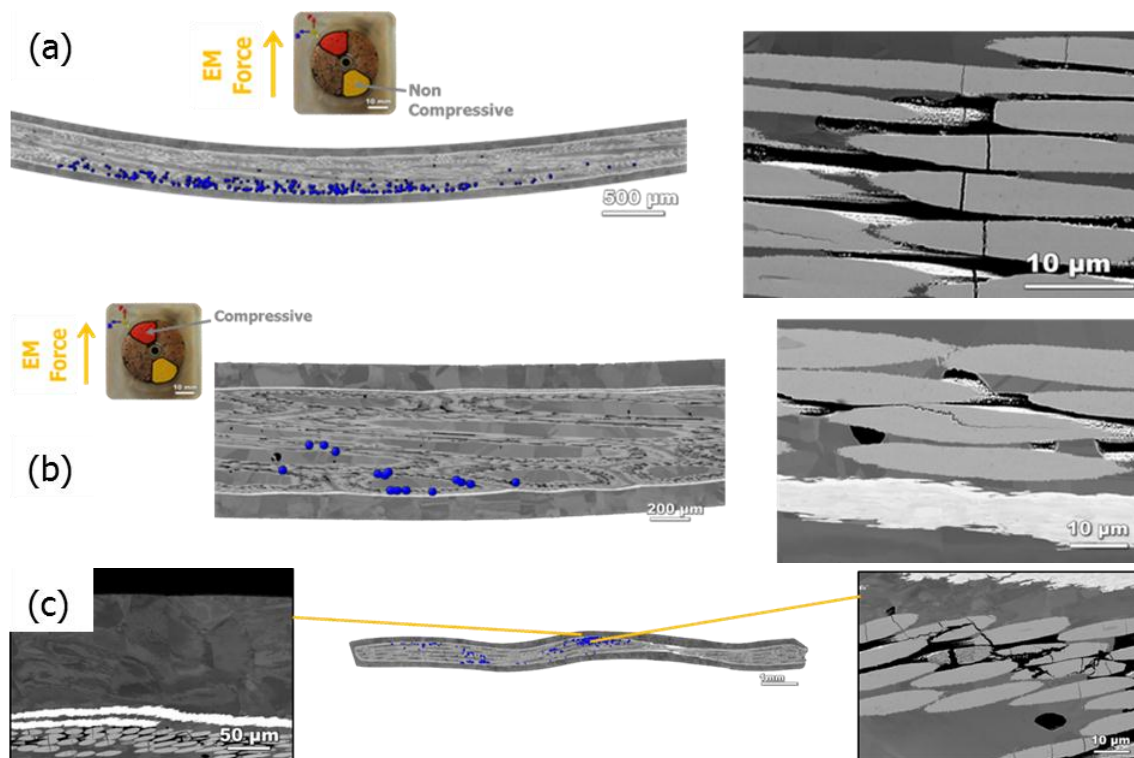 (a)
EM
Force
10 mm
Non
Compressive
500 µm
10 µm
EM
Force
10 mm
Compressive
(b)
200 µm
10 µm
(c)
50 µm
1mm
10 µm